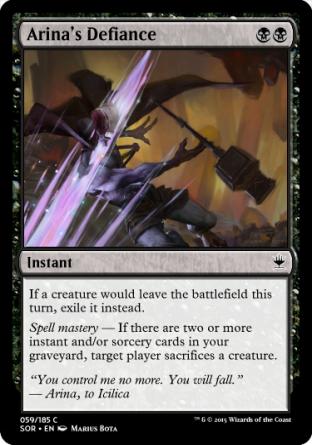 Arina's Defiance
Instant
If a creature would leave the battlefield this
turn, exile it instead.
Spell mastery — If there are two or more
instant and/or sorcery cards in your
graveyard, target player sacrifices a creature.
"You control me no more. You will fall."
— Arina, to Icilica
059/185 C
SOR • EN Marius Bota
™ & © 2015 Wizards of the Coast